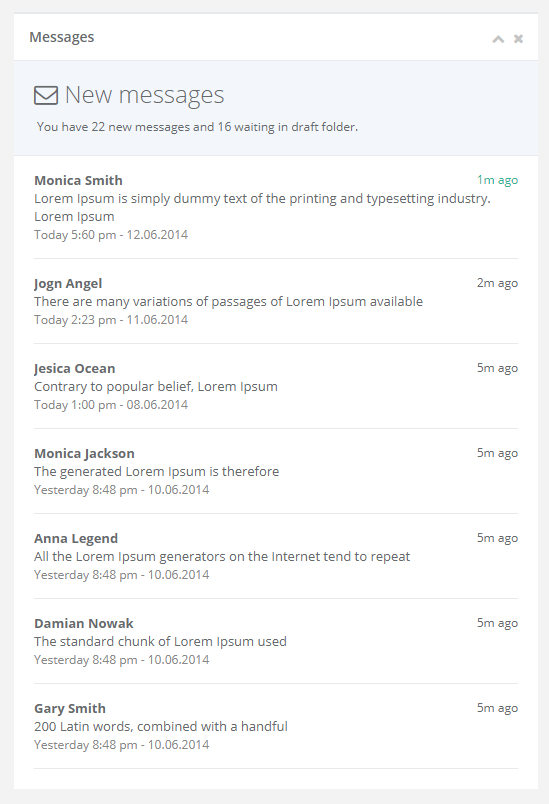 Messages
New messages
You have 22 new messages and 16 waiting in draft folder.
Monica Smith
1m ago
Lorem Ipsum is simply dummy text of the printing and typesetting industry.
Lorem Ipsum
Today 5:60 pm - 12.06.2014
Jogn Angel
2m ago
There are many variations of passages of Lorem Ipsum available
Today 2:23 pm - 11.06.2014
Jesica Ocean
5m ago
Contrary to popular belief, Lorem Ipsum
Today 1:00 pm - 08.06.2014
Monica Jackson
5m ago
The generated Lorem Ipsum is therefore
Yesterday 8:48 pm - 10.06.2014
Anna Legend
5m ago
All the Lorem Ipsum generators on the Internet tend to repeat
Yesterday 8:48 pm - 10.06.2014
Damian Nowak
5m ago
The standard chunk of Lorem Ipsum used
Yesterday 8:48 pm - 10.06.2014
Gary Smith
5m ago
200 Latin words, combined with a handful
Yesterday 8:48 pm - 10.06.2014